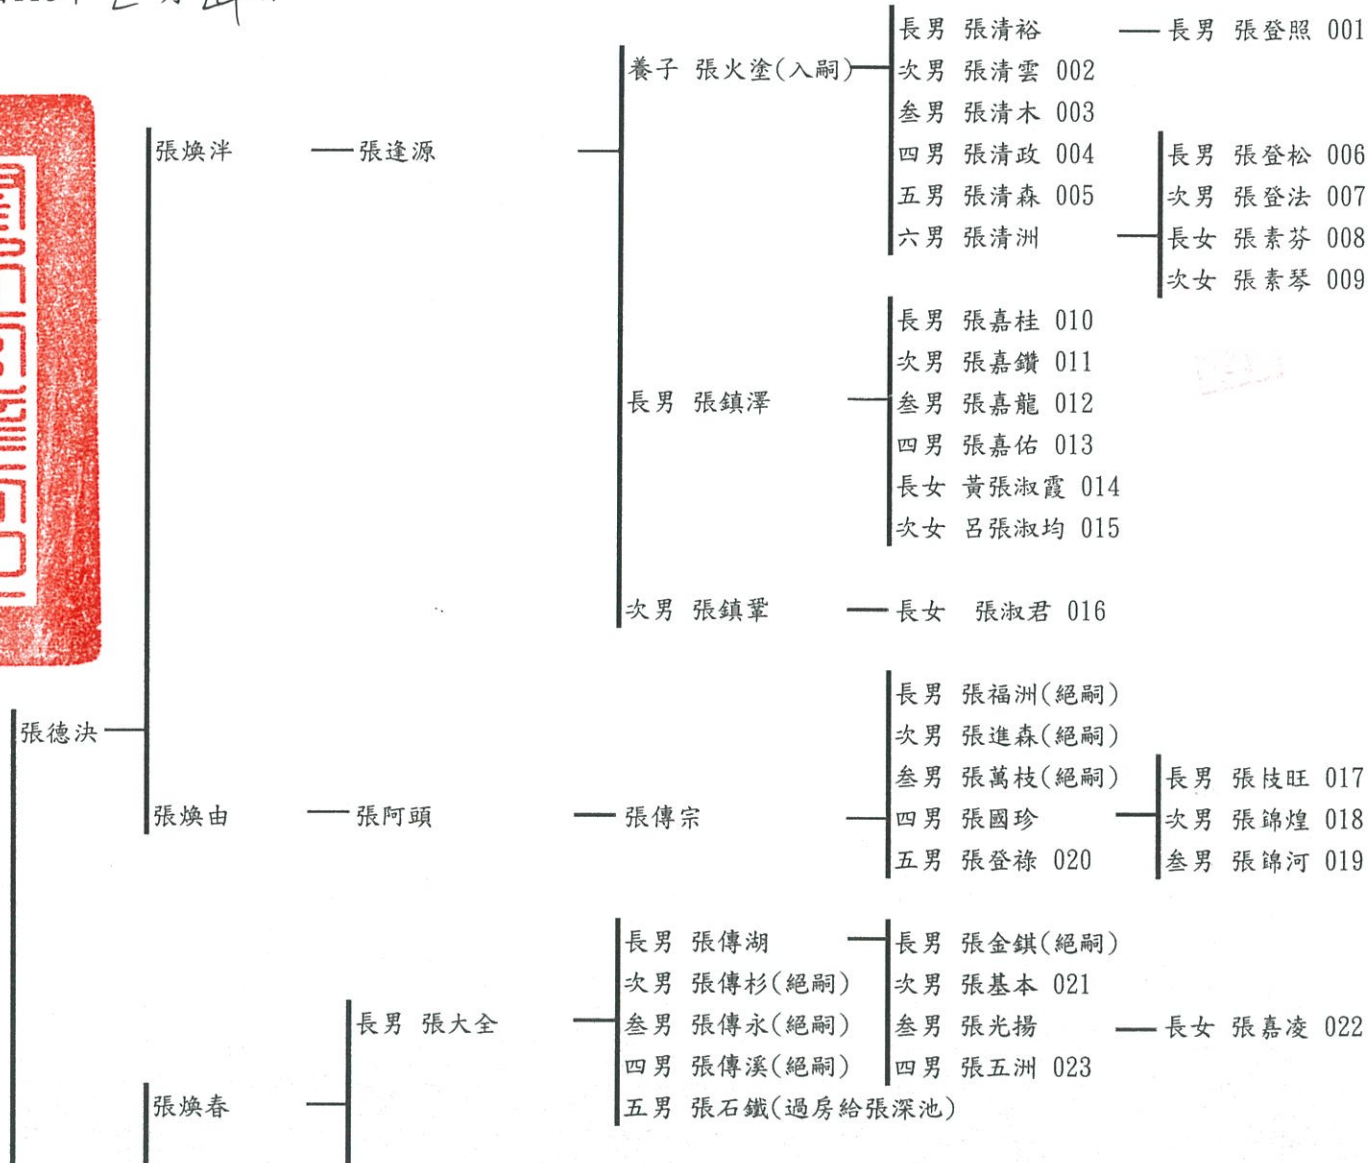 長男 張清裕 長男 張登照 001
養子 張火塗(入嗣) 次男 張清雲 002
叁男 張清木 003
張煥泮 張逢源 四男 張清政 004 長男 張登松 006
五男 張清森 005 次男 張登法 007
六男 張清洲 長女 張素芬 008
次女 張素琴 009
長男 張嘉桂 010
次男 張嘉鑽 011
長男 張鎮澤 叁男 張嘉龍 012
四男 張嘉佑 013
長女 黃張淑霞 014
次女 呂張淑均 015
次男 張鎮鞏 長女 張淑君 016
長男 張福洲(絕嗣)
張德決 次男 張進森(絕嗣)
叁男 張萬枝(絕嗣) 長男 張枝旺 017
張煥由 張阿頭 張傳宗 四男 張國珍 次男 張錦煌 018
五男 張登祿 020 叁男 張錦河 019
長男 張傳湖 長男 張金錤(絕嗣)
次男 張傳杉(絕嗣) 次男 張基本 021
長男 張大全 叁男 張傳永(絕嗣) 叁男 張光揚 長女 張嘉凌 022
四男 張傳溪(絕嗣) 四男 張五洲 023
張煥春 五男 張石鐵(過房給張深池)